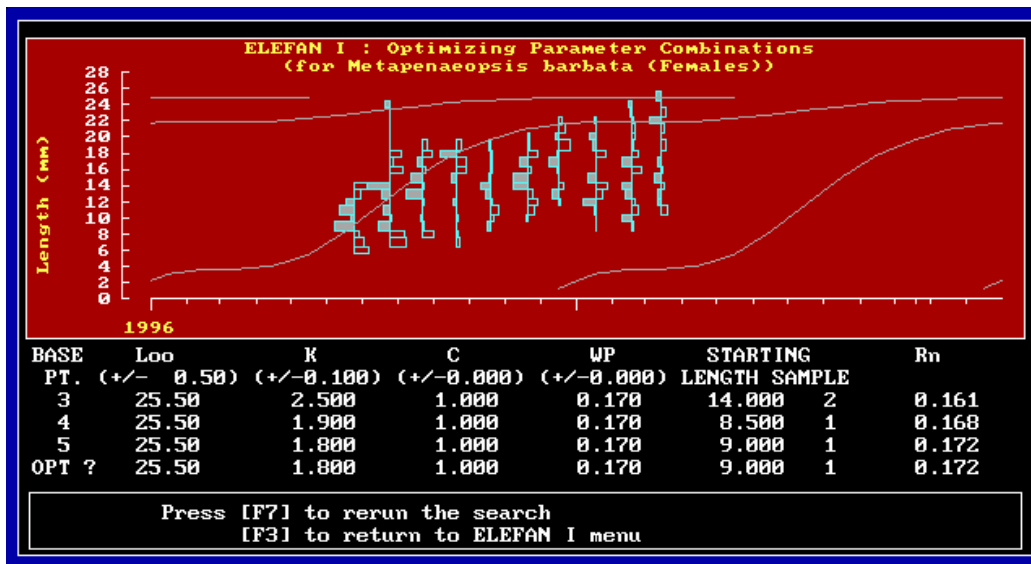 ELEFAN I : Optimizing Parameter Combinations
(for Metapenaeopsis barbata (Females))
28
26
24
22
20
18
16
14
12
10
8
6
4
2
0
Length (mm)
1996
BASE Loo K C WP STARTING Rn
PT. (+/- 0.50) (+/-0.100) (+/-0.000) (+/-0.000) LENGTH SAMPLE
3 25.50 2.500 1.000 0.170 14.000 2 0.161
4 25.50 1.900 1.000 0.170 8.500 1 0.168
5 25.50 1.800 1.000 0.170 9.000 1 0.172
OPT ? 25.50 1.800 1.000 0.170 9.000 1 0.172
Press [F7] to rerun the search
[F3] to return to ELEFAN I menu